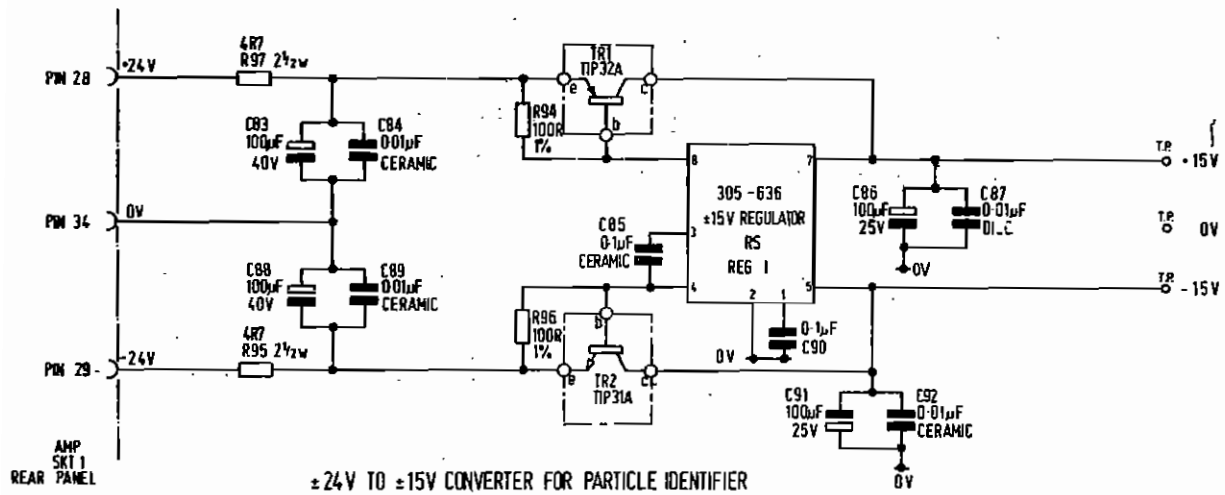 PIN 28
+24V
4R7
R97 2½W
C83
100µF
40V
C84
0·01µF
CERAMIC
R94
100R
1%
TR1
TIP32A
e
c
b
PIN 34
0V
C88
100µF
40V
C89
0·01µF
CERAMIC
PIN 29
-24V
4R7
R95 2½W
R96
100R
1%
C85
0·1µF
CERAMIC
8
7
305-636
±15V REGULATOR
RS
REG 1
3
4
5
2
1
0·1µF
C90
0V
b
e
c
TR2
TIP31A
C86
100µF
25V
C87
0·01µF
0V
T.P.
+15V
T.P.
0V
T.P.
-15V
C91
100µF
25V
C92
0·01µF
CERAMIC
0V
AMP
SKT 1
REAR PANEL
±24V TO ±15V CONVERTER FOR PARTICLE IDENTIFIER